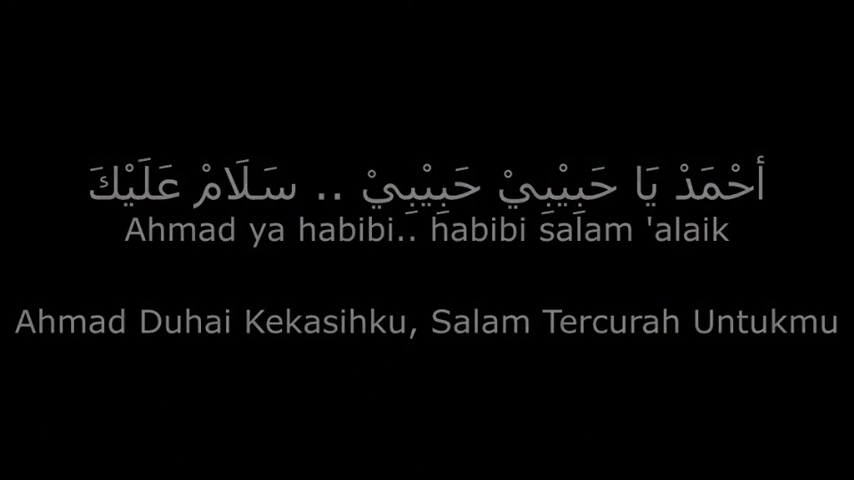 أحْمَدْ يَا حَبِيْبِيْ حَبِيْبِيْ .. سَلَامْ عَلَيْكَ
Ahmad ya habibi.. habibi salam 'alaik
Ahmad Duhai Kekasihku, Salam Tercurah Untukmu